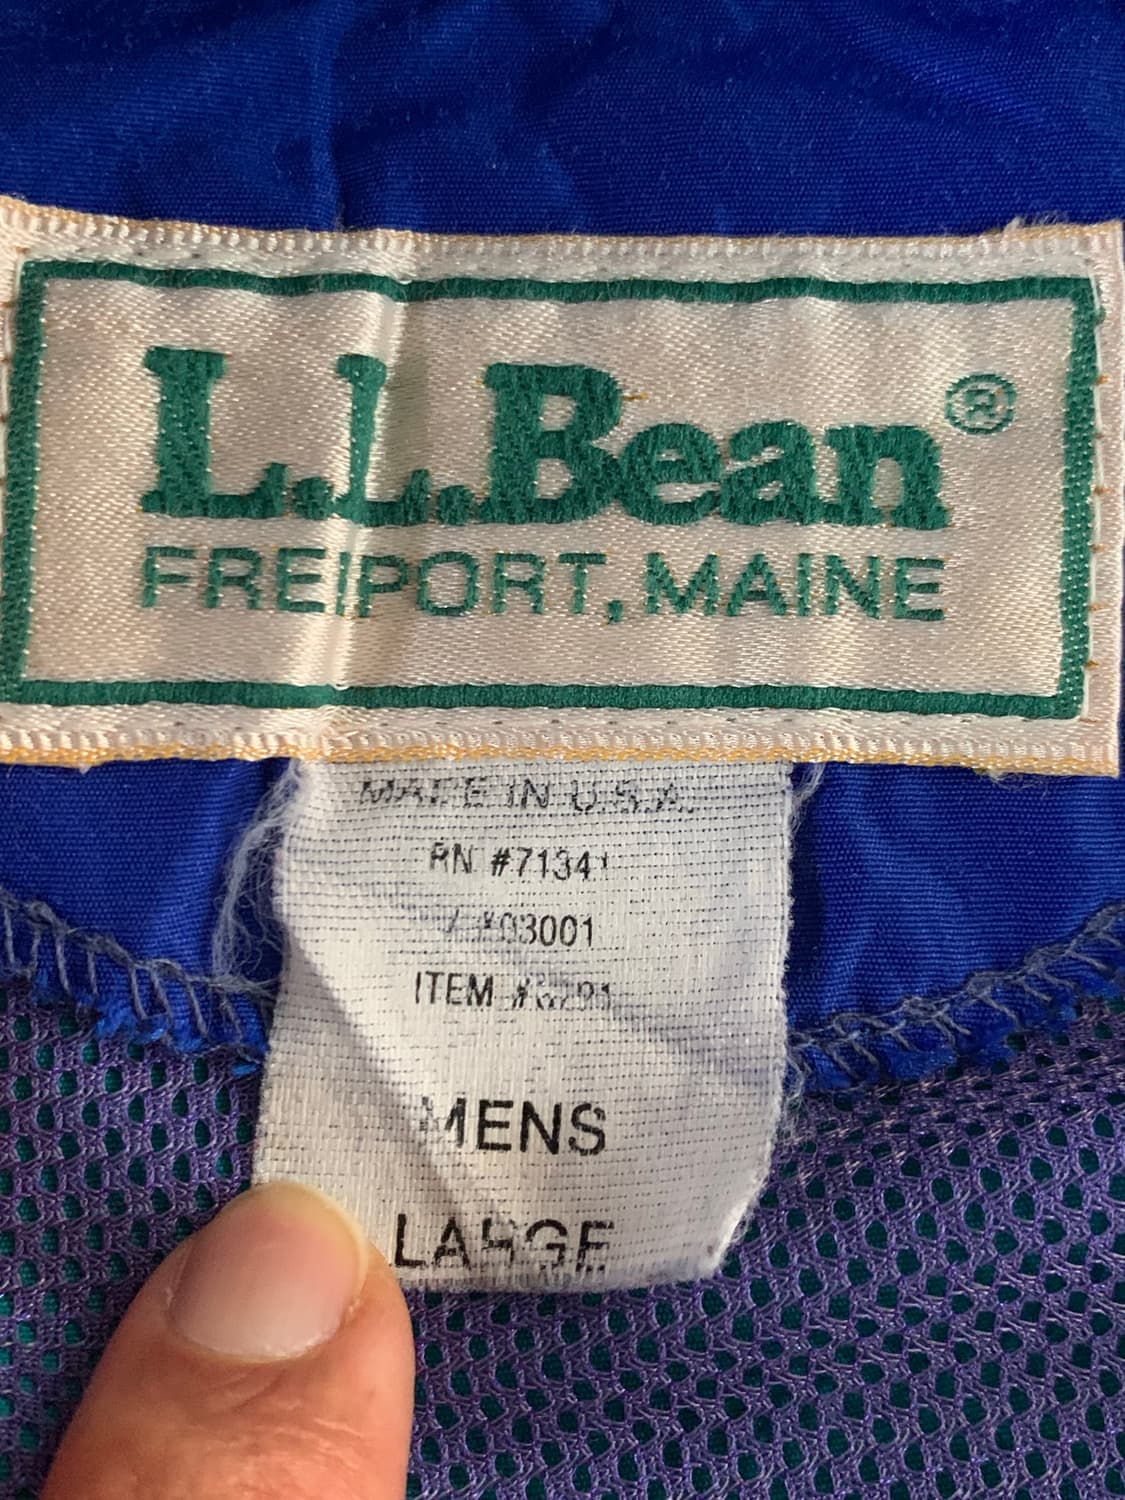 L.L.Bean®
FREEPORT, MAINE
MADE IN U.S.A.
RN #71341
#03001
ITEM
MENS
LARGE